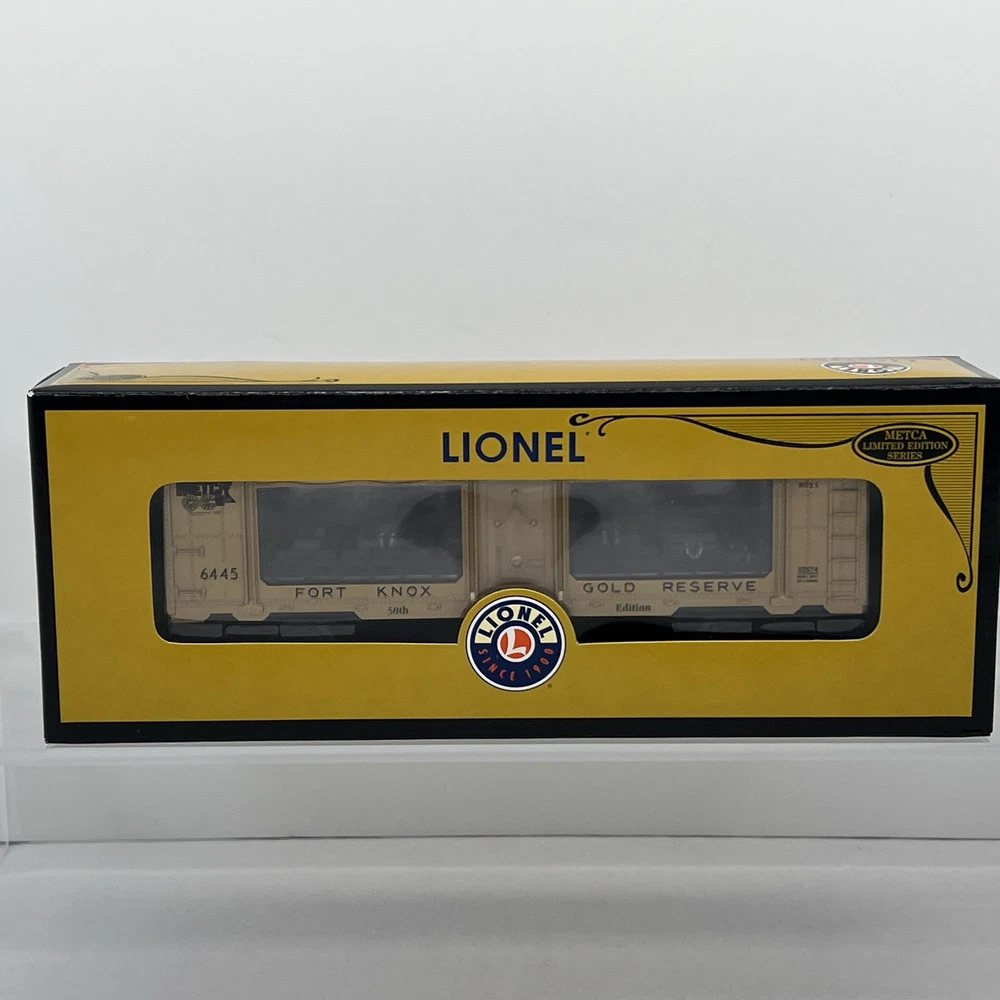 LIONEL
METCA
LIMITED EDITION
SERIES
6445
FORT KNOX
50th
GOLD RESERVE
Edition
LIONEL
L
SINCE 1900